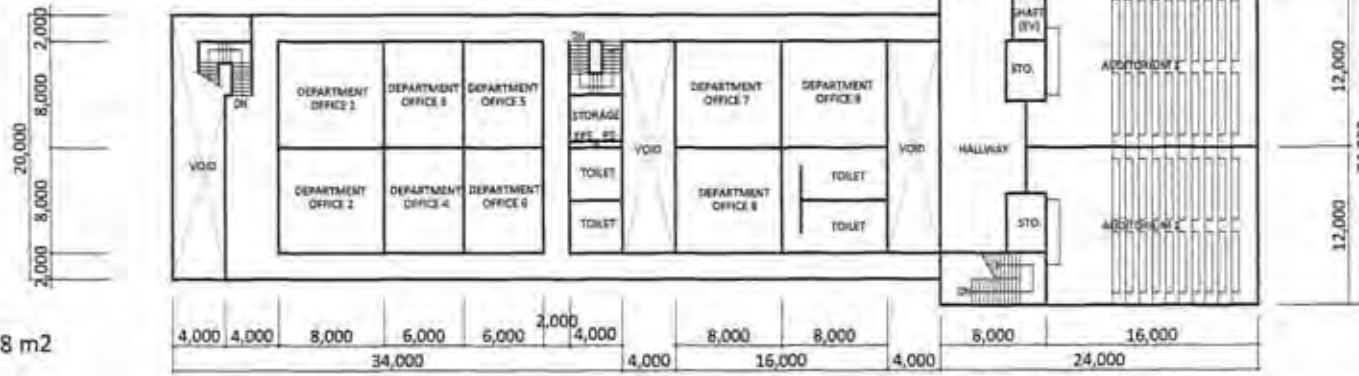 2,000
8,000
20,000
8,000
2,000
8 m2
VOID
DN
DEPARTMENT
OFFICE 1
DEPARTMENT
OFFICE 3
DEPARTMENT
OFFICE 5
DEPARTMENT
OFFICE 2
DEPARTMENT
OFFICE 4
DEPARTMENT
OFFICE 6
STORAGE
EPS PS
TOILET
TOILET
VOID
DEPARTMENT
OFFICE 7
DEPARTMENT
OFFICE 8
TOILET
TOILET
VOID
HALLWAY
SHAFT
(EV)
STO.
STO.
DN
12,000
12,000
4,000 4,000 8,000 6,000 6,000 2,000 4,000 8,000 8,000 8,000 16,000
34,000 4,000 16,000 4,000 24,000